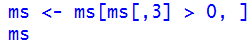 ms <- ms[ms[,3] > 0, ]
ms